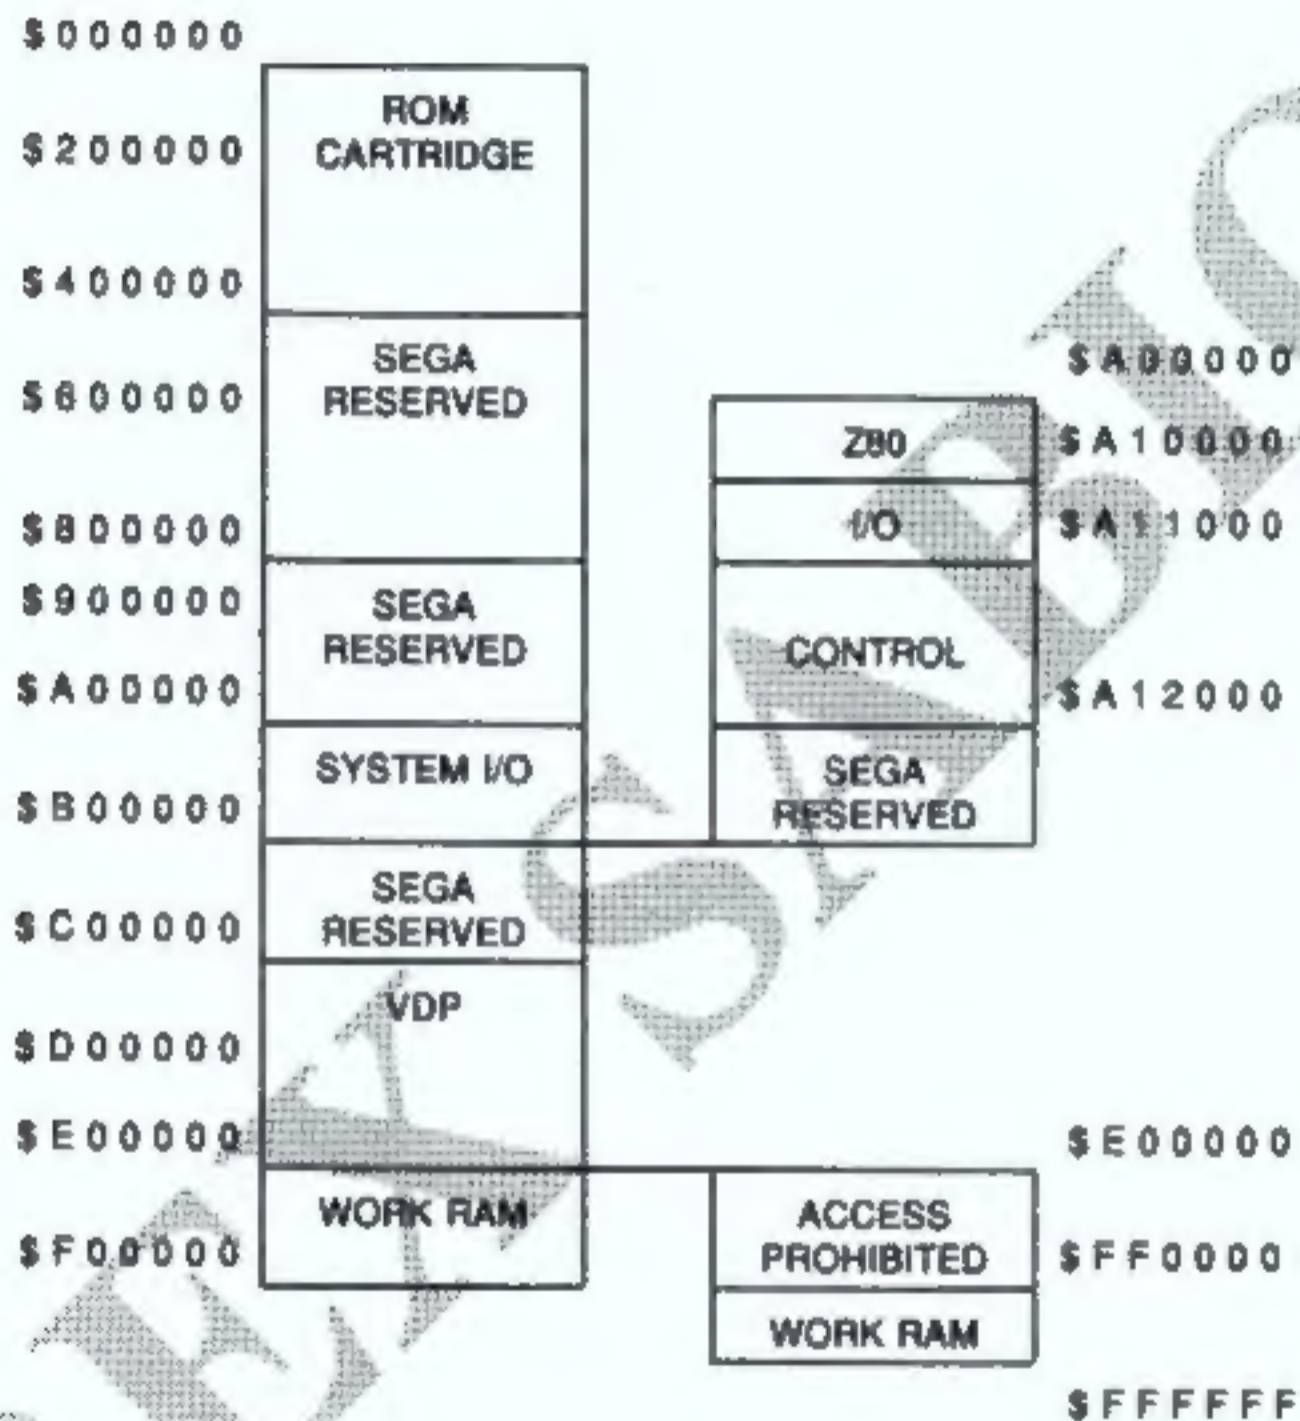 $000000
ROM
CARTRIDGE
$200000
$400000
SEGA
RESERVED
$600000
$800000
$900000
SEGA
RESERVED
$A00000
SYSTEM I/O
$B00000
SEGA
RESERVED
$C00000
VDP
$D00000
$E00000
WORK RAM
$F00000
$A00000
Z80
$A10000
I/O
$A11000
CONTROL
$A12000
SEGA
RESERVED
$E00000
ACCESS
PROHIBITED
$FF0000
WORK RAM
$FFFFFF